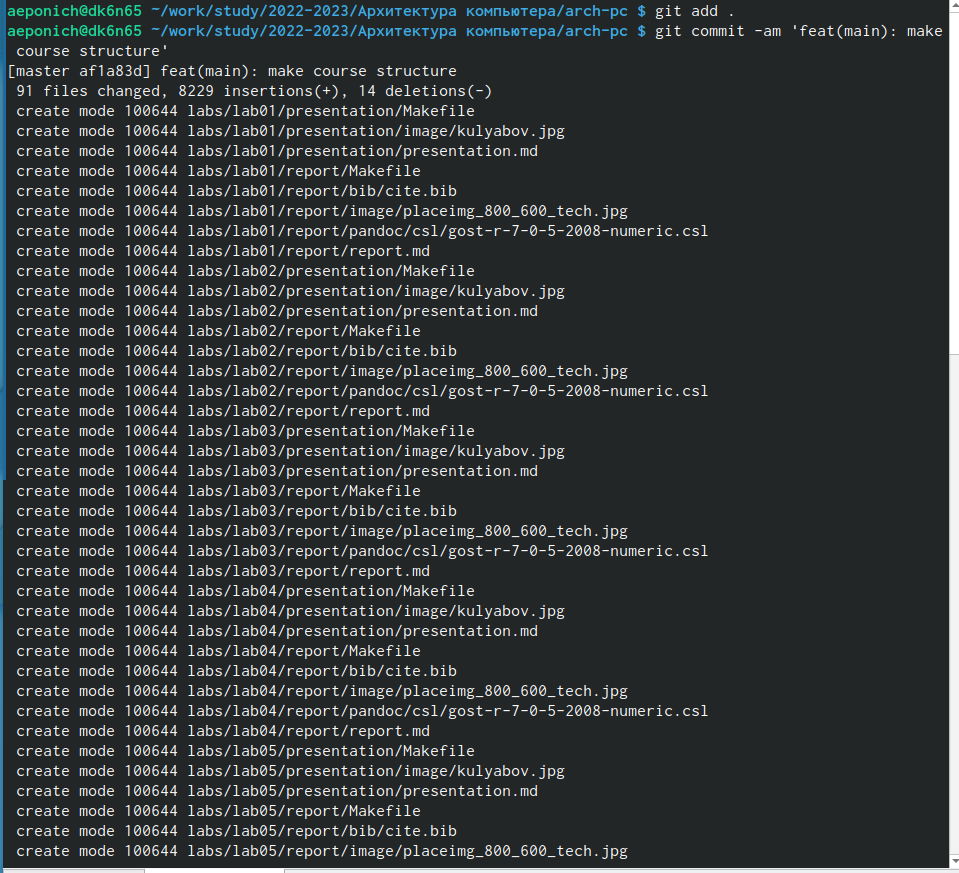 aeponich@dk6n65 ~/work/study/2022-2023/Архитектура компьютера/arch-pc $ git add .
aeponich@dk6n65 ~/work/study/2022-2023/Архитектура компьютера/arch-pc $ git commit -am 'feat(main): make
 course structure'
[master af1a83d] feat(main): make course structure
 91 files changed, 8229 insertions(+), 14 deletions(-)
 create mode 100644 labs/lab01/presentation/Makefile
 create mode 100644 labs/lab01/presentation/image/kulyabov.jpg
 create mode 100644 labs/lab01/presentation/presentation.md
 create mode 100644 labs/lab01/report/Makefile
 create mode 100644 labs/lab01/report/bib/cite.bib
 create mode 100644 labs/lab01/report/image/placeimg_800_600_tech.jpg
 create mode 100644 labs/lab01/report/pandoc/csl/gost-r-7-0-5-2008-numeric.csl
 create mode 100644 labs/lab01/report/report.md
 create mode 100644 labs/lab02/presentation/Makefile
 create mode 100644 labs/lab02/presentation/image/kulyabov.jpg
 create mode 100644 labs/lab02/presentation/presentation.md
 create mode 100644 labs/lab02/report/Makefile
 create mode 100644 labs/lab02/report/bib/cite.bib
 create mode 100644 labs/lab02/report/image/placeimg_800_600_tech.jpg
 create mode 100644 labs/lab02/report/pandoc/csl/gost-r-7-0-5-2008-numeric.csl
 create mode 100644 labs/lab02/report/report.md
 create mode 100644 labs/lab03/presentation/Makefile
 create mode 100644 labs/lab03/presentation/image/kulyabov.jpg
 create mode 100644 labs/lab03/presentation/presentation.md
 create mode 100644 labs/lab03/report/Makefile
 create mode 100644 labs/lab03/report/bib/cite.bib
 create mode 100644 labs/lab03/report/image/placeimg_800_600_tech.jpg
 create mode 100644 labs/lab03/report/pandoc/csl/gost-r-7-0-5-2008-numeric.csl
 create mode 100644 labs/lab03/report/report.md
 create mode 100644 labs/lab04/presentation/Makefile
 create mode 100644 labs/lab04/presentation/image/kulyabov.jpg
 create mode 100644 labs/lab04/presentation/presentation.md
 create mode 100644 labs/lab04/report/Makefile
 create mode 100644 labs/lab04/report/bib/cite.bib
 create mode 100644 labs/lab04/report/image/placeimg_800_600_tech.jpg
 create mode 100644 labs/lab04/report/pandoc/csl/gost-r-7-0-5-2008-numeric.csl
 create mode 100644 labs/lab04/report/report.md
 create mode 100644 labs/lab05/presentation/Makefile
 create mode 100644 labs/lab05/presentation/image/kulyabov.jpg
 create mode 100644 labs/lab05/presentation/presentation.md
 create mode 100644 labs/lab05/report/Makefile
 create mode 100644 labs/lab05/report/bib/cite.bib
 create mode 100644 labs/lab05/report/image/placeimg_800_600_tech.jpg